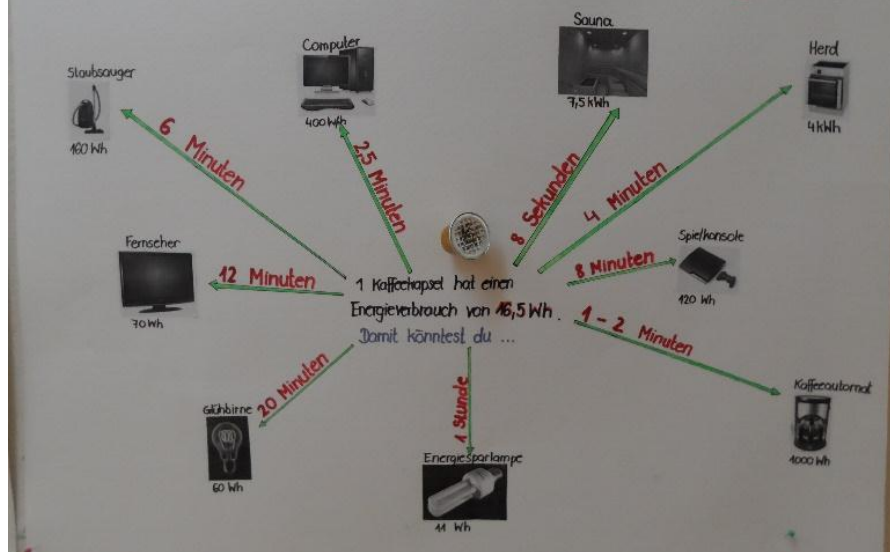 Sauna
7,5 kWh
Computer
400 Wh
Herd
4 kWh
Staubsauger
160 Wh
6 Minuten
2,5 Minuten
8 Sekunden
4 Minuten
Fernseher
70 Wh
12 Minuten
8 Minuten
Spielkonsole
120 Wh
1 Kaffeekapsel hat einen
Energieverbrauch von 16,5 Wh.
Damit könntest du ...
1 - 2 Minuten
20 Minuten
1 Stunde
Kaffeeautomat
1000 Wh
Glühbirne
60 Wh
Energiesparlampe
11 Wh